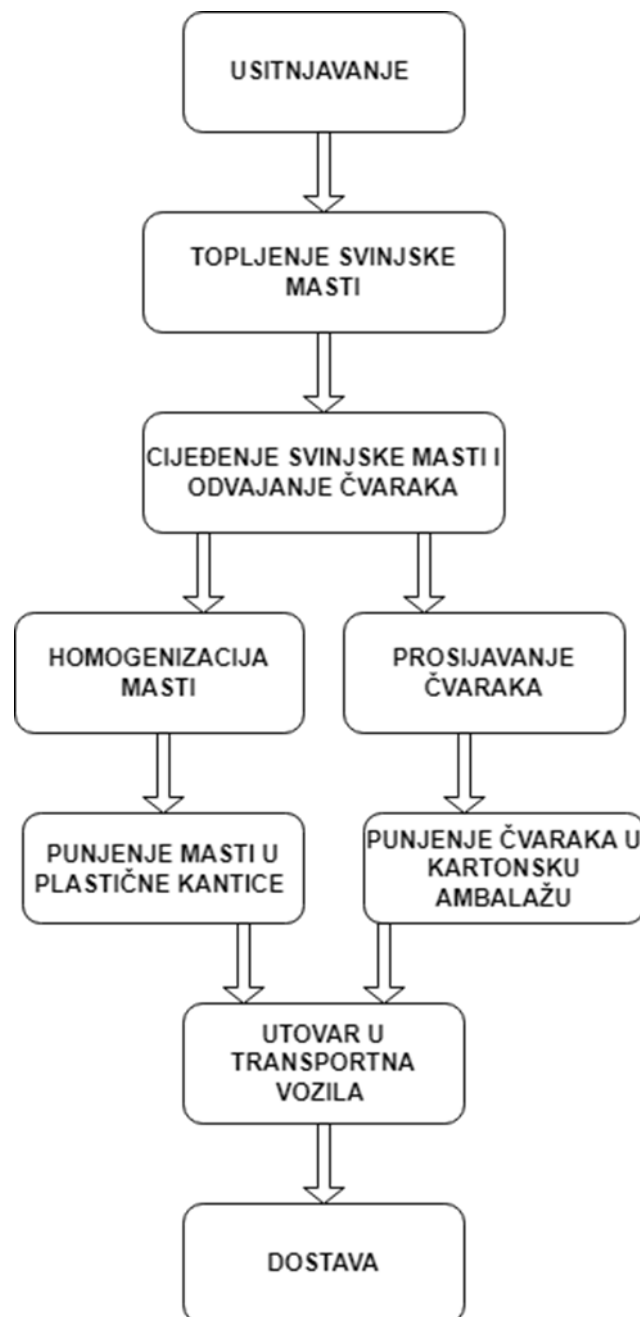 USITNJAVANJE
TOPLJENJE SVINJSKE
MASTI
CIJEĐENJE SVINJSKE MASTI I
ODVAJANJE ČVARAKA
HOMOGENIZACIJA
MASTI
PROSIJAVANJE
ČVARAKA
PUNJENJE MASTI U
PLASTIČNE KANTICE
PUNJENJE ČVARAKA U
KARTONSKU
AMBALAŽU
UTOVAR U
TRANSPORTNA
VOZILA
DOSTAVA